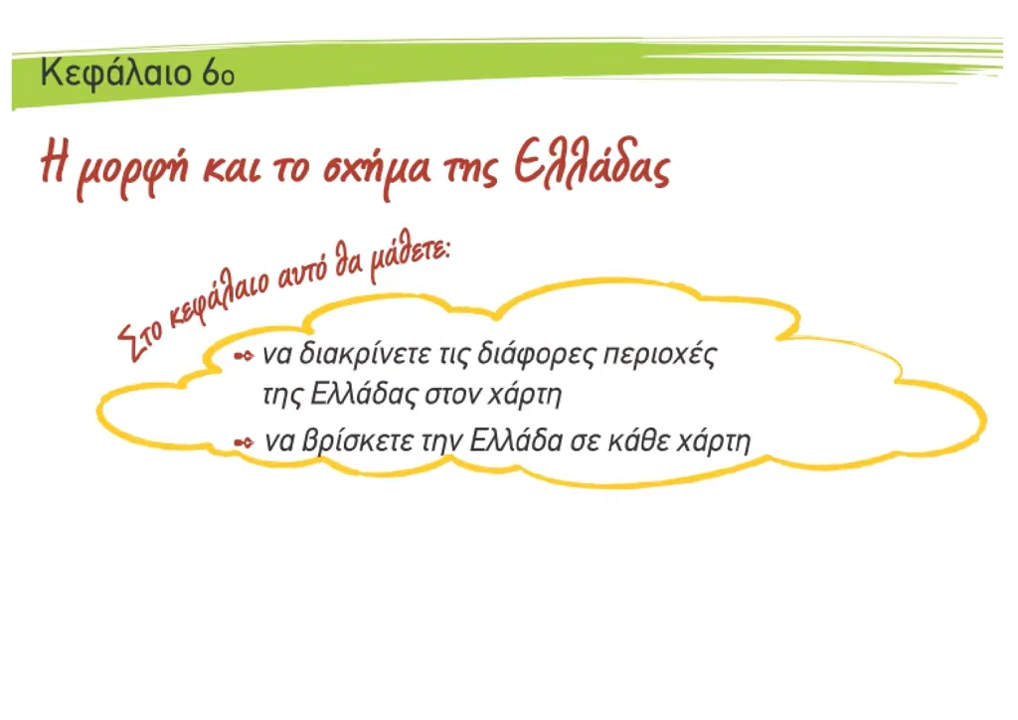 Κεφάλαιο 6ο
Η μορφή και το σχήμα της Ελλάδας
Στο κεφάλαιο αυτό θα μάθετε:
να διακρίνετε τις διάφορες περιοχές
της Ελλάδας στον χάρτη
να βρίσκετε την Ελλάδα σε κάθε χάρτη